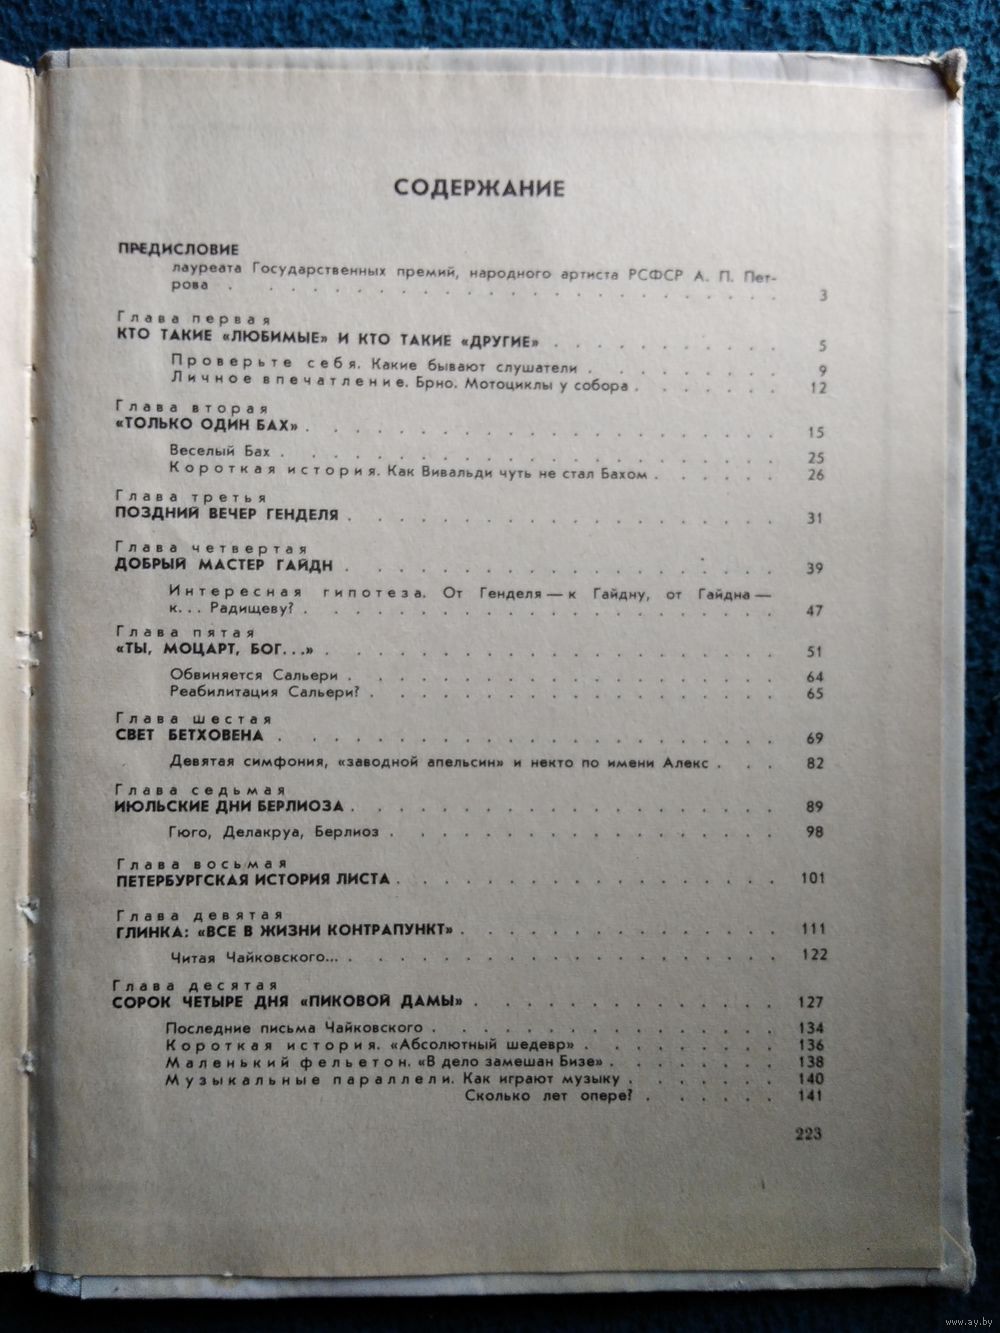 СОДЕРЖАНИЕ
ПРЕДИСЛОВИЕ
лауреата Государственных премий, народного артиста РСФСР А. П. Пет-
рова . . . . . . . . . . . . . . . . . . . . . . . . 3
Глава первая
КТО ТАКИЕ «ЛЮБИМЫЕ» И КТО ТАКИЕ «ДРУГИЕ» . . . . . . . . . . . 5
Проверьте себя. Какие бывают слушатели . . . . . . . . . 9
Личное впечатление. Брно. Мотоциклы у собора . . . . . . 12
Глава вторая
«ТОЛЬКО ОДИН БАХ» . . . . . . . . . . . . . . . . . . . . . 15
Веселый Бах . . . . . . . . . . . . . . . . . . . . . . 25
Короткая история. Как Вивальди чуть не стал Бахом . . . . . . 26
Глава третья
ПОЗДНИЙ ВЕЧЕР ГЕНДЕЛЯ . . . . . . . . . . . . . . . . . . . 31
Глава четвертая
ДОБРЫЙ МАСТЕР ГАЙДН . . . . . . . . . . . . . . . . . . . 39
Интересная гипотеза. От Генделя — к Гайдну, от Гайдна —
к... Радищеву? . . . . . . . . . . . . . . . . . . . . . 47
Глава пятая
«ТЫ, МОЦАРТ, БОГ...» . . . . . . . . . . . . . . . . . . . . 51
Обвиняется Сальери . . . . . . . . . . . . . . . . . . . 64
Реабилитация Сальери? . . . . . . . . . . . . . . . . . . 65
Глава шестая
СВЕТ БЕТХОВЕНА . . . . . . . . . . . . . . . . . . . . . . 69
Девятая симфония, «заводной апельсин» и некто по имени Алекс . . . 82
Глава седьмая
ИЮЛЬСКИЕ ДНИ БЕРЛИОЗА . . . . . . . . . . . . . . . . . . . 89
Гюго, Делакруа, Берлиоз . . . . . . . . . . . . . . . . . 98
Глава восьмая
ПЕТЕРБУРГСКАЯ ИСТОРИЯ ЛИСТА . . . . . . . . . . . . . . . . . 101
Глава девятая
ГЛИНКА: «ВСЕ В ЖИЗНИ КОНТРАПУНКТ» . . . . . . . . . . . . . . 111
Читая Чайковского... . . . . . . . . . . . . . . . . . . . 122
Глава десятая
СОРОК ЧЕТЫРЕ ДНЯ «ПИКОВОЙ ДАМЫ» . . . . . . . . . . . . . . 127
Последние письма Чайковского . . . . . . . . . . . . . . . 134
Короткая история. «Абсолютный шедевр» . . . . . . . . . 136
Маленький фельетон. «В дело замешан Бизе» . . . . . . . . 138
Музыкальные параллели. Как играют музыку . . . . . . . 140
Сколько лет опере? . . . . . . 141
223
www.ay.by